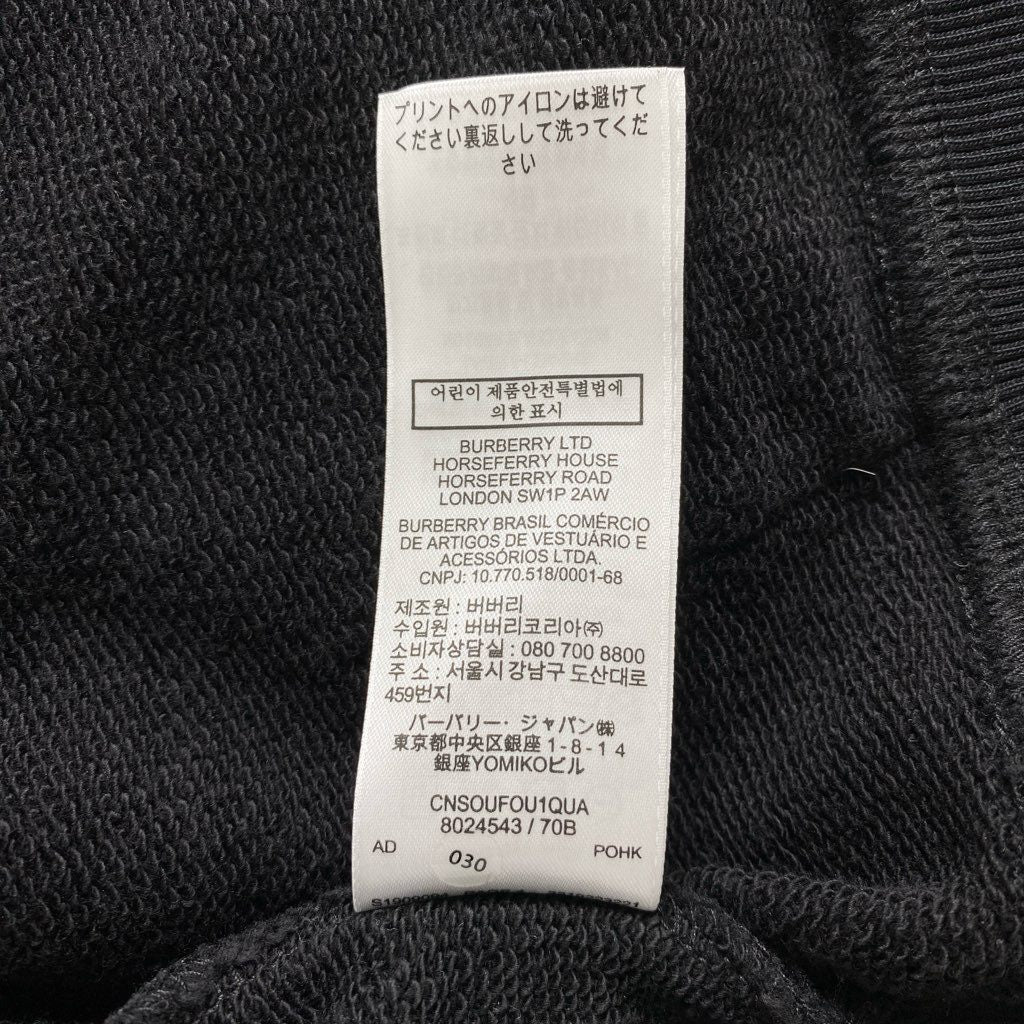 プリントへのアイロンは避けて
ください裏返しして洗ってくだ
さい
어린이 제품안전특별법에
의한 표시
BURBERRY LTD
HORSEFERRY HOUSE
HORSEFERRY ROAD
LONDON SW1P 2AW
BURBERRY BRASIL COMÉRCIO
DE ARTIGOS DE VESTUÁRIO E
ACESSÓRIOS LTDA.
CNPJ: 10.770.518/0001-68
제조원 : 버버리
수입원 : 버버리코리아㈜
소비자상담실 : 080 700 8800
주 소 : 서울시 강남구 도산대로
459번지
バーバリー・ジャパン㈱
東京都中央区銀座 1-8-14
銀座YOMIKOビル
CNSOUFOU1QUA
8024543 / 70B
AD 030 POHK